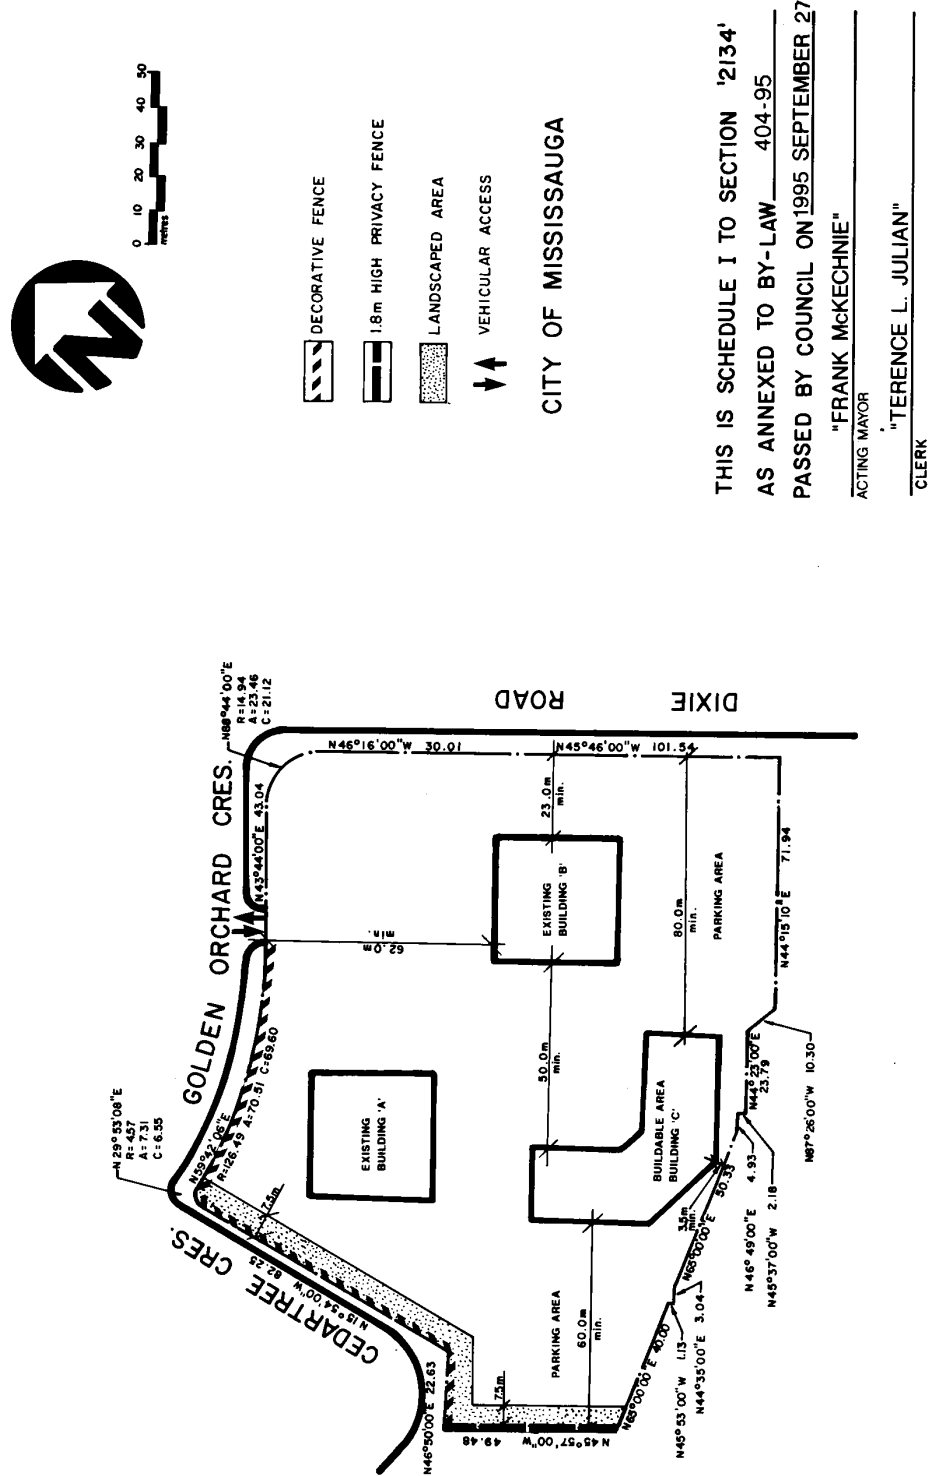 0 10 20 30 40 50
metres
N
DECORATIVE FENCE
1.8m HIGH PRIVACY FENCE
LANDSCAPED AREA
VEHICULAR ACCESS
CITY OF MISSISSAUGA
THIS IS SCHEDULE I TO SECTION '2134'
AS ANNEXED TO BY-LAW 404-95
PASSED BY COUNCIL ON 1995 SEPTEMBER 27
"FRANK McKECHNIE"
ACTING MAYOR
"TERENCE L. JULIAN"
CLERK
CEDARTREE CRES.
GOLDEN ORCHARD CRES.
DIXIE ROAD
N29°53'08"E
R=4.57
A=7.31
C=6.55
N88°44'00"E
R=14.94
A=23.46
C=21.12
N59°42'06"E
R=126.49 A=70.51 C=69.60
N43°44'00"E 43.04
N46°16'00"W 30.01
N45°46'00"W 101.54
N15°54'00"W 82.25
N46°50'00"E 22.63
N45°57'00"W 49.48
7.5m
7.5m
62.0m
min.
23.0m
min.
50.0m
min.
80.0m
min.
60.0m
min.
3.5m
min.
EXISTING
BUILDING 'A'
EXISTING
BUILDING 'B'
BUILDABLE AREA
BUILDING 'C'
PARKING AREA
PARKING AREA
N65°00'00"E 40.00
N45°53'00"W 1.13
N44°35'00"E 3.04
N65°00'00"E 50.33
N46°49'00"E 4.93
N45°37'00"W 2.18
N44°23'00"E
23.79
N87°26'00"W 10.30
N44°15'10"E 71.94